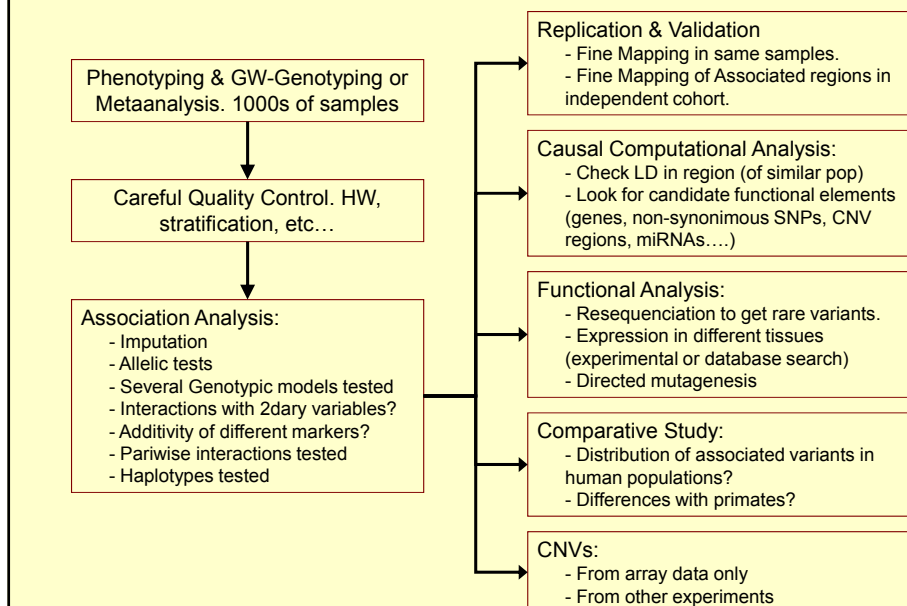 Phenotyping & GW-Genotyping or
Metaanalysis. 1000s of samples
Careful Quality Control. HW,
stratification, etc…
Association Analysis:
- Imputation
- Allelic tests
- Several Genotypic models tested
- Interactions with 2dary variables?
- Additivity of different markers?
- Pariwise interactions tested
- Haplotypes tested
Replication & Validation
- Fine Mapping in same samples.
- Fine Mapping of Associated regions in
independent cohort.
Causal Computational Analysis:
- Check LD in region (of similar pop)
- Look for candidate functional elements
(genes, non-synonimous SNPs, CNV
regions, miRNAs….)
Functional Analysis:
- Resequenciation to get rare variants.
- Expression in different tissues
(experimental or database search)
- Directed mutagenesis
Comparative Study:
- Distribution of associated variants in
human populations?
- Differences with primates?
CNVs:
- From array data only
- From other experiments